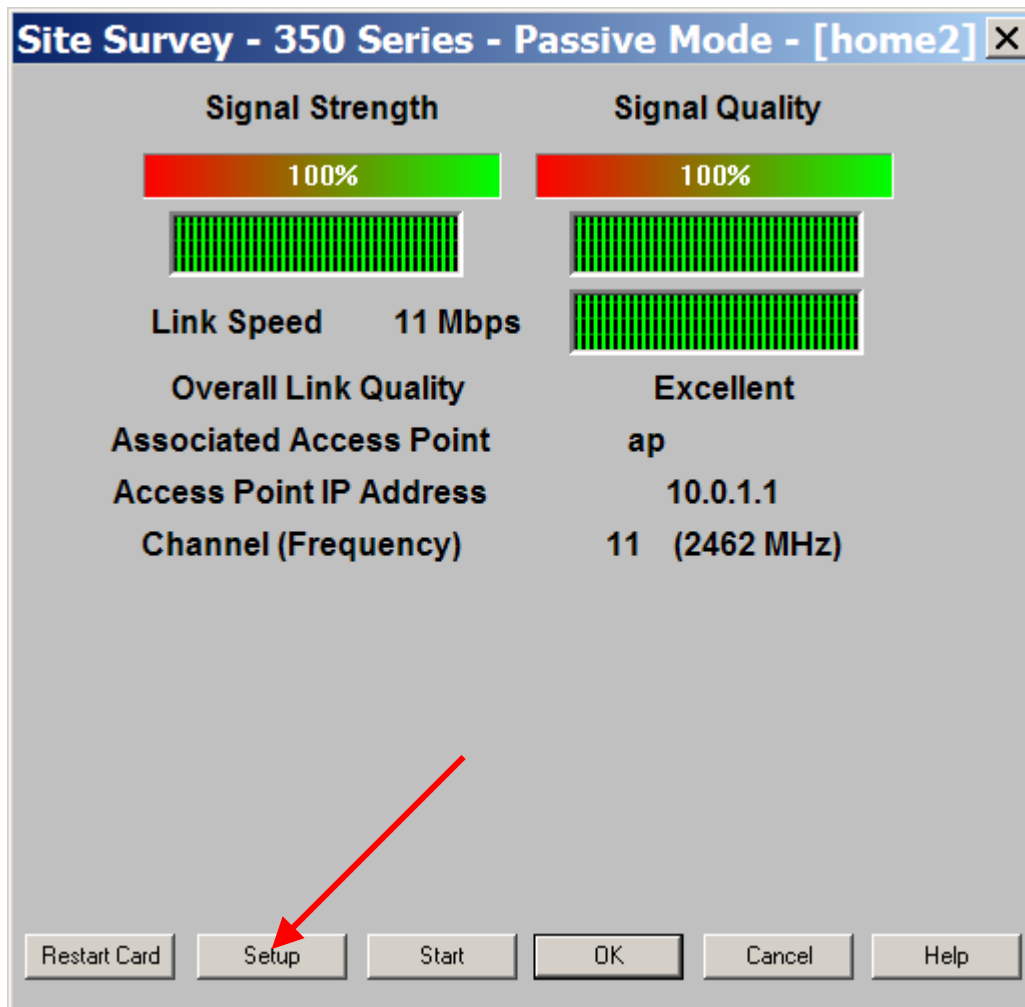 Site Survey - 350 Series - Passive Mode - [home2]
Signal Strength Signal Quality
100% 100%
Link Speed 11 Mbps
Overall Link Quality Excellent
Associated Access Point ap
Access Point IP Address 10.0.1.1
Channel (Frequency) 11 (2462 MHz)
Restart Card Setup Start OK Cancel Help